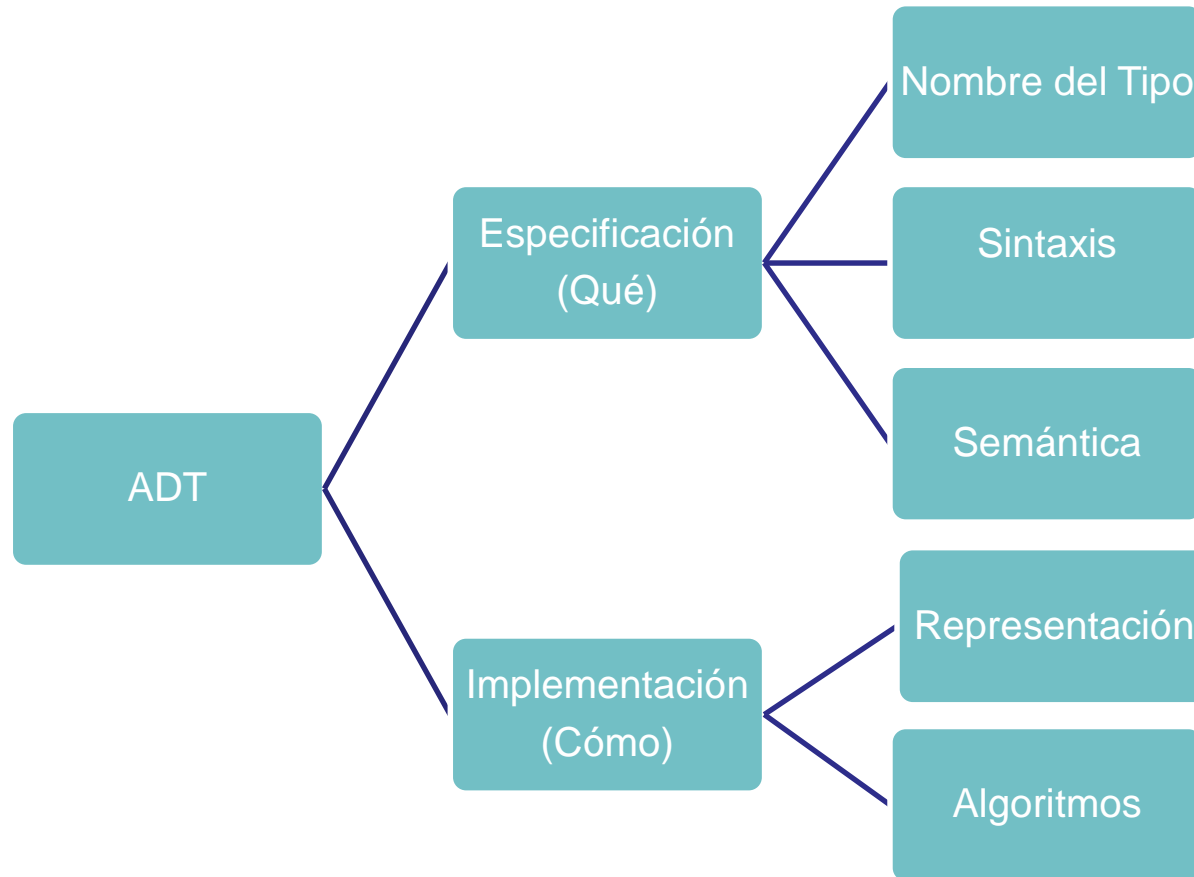 ADT
Especificación
(Qué)
Nombre del Tipo
Sintaxis
Semántica
Implementación
(Cómo)
Representación
Algoritmos